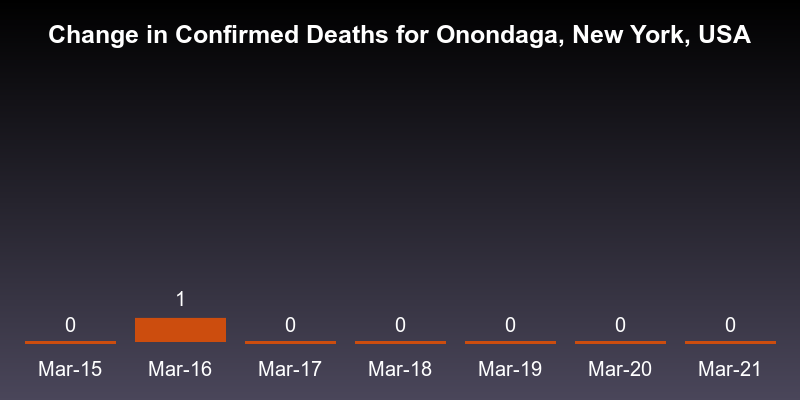 Change in Confirmed Deaths for Onondaga, New York, USA
0 1 0 0 0 0 0
Mar-15 Mar-16 Mar-17 Mar-18 Mar-19 Mar-20 Mar-21